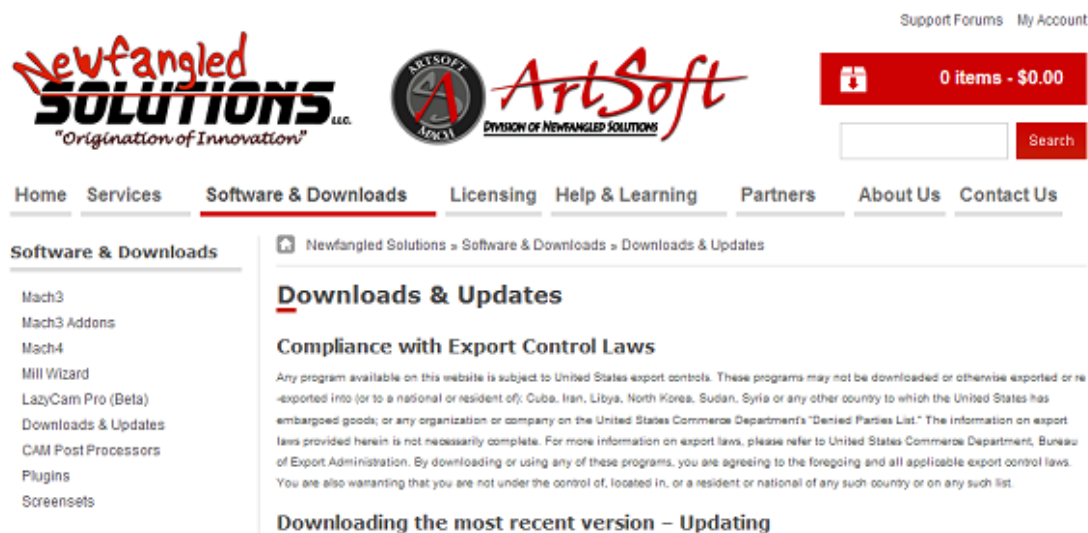 Support Forums My Account
Newfangled
SOLUTIONS LLC.
"Origination of Innovation"
ARTSOFT
MACH
ArtSoft
DIVISION OF NEWFANGLED SOLUTIONS
0 items - $0.00
Search
Home Services Software & Downloads Licensing Help & Learning Partners About Us Contact Us
Software & Downloads
Mach3
Mach3 Addons
Mach4
Mill Wizard
LazyCam Pro (Beta)
Downloads & Updates
CAM Post Processors
Plugins
Screensets
Newfangled Solutions » Software & Downloads » Downloads & Updates
Downloads & Updates
Compliance with Export Control Laws
Any program available on this website is subject to United States export controls. These programs may not be downloaded or otherwise exported or re
-exported into (or to a national or resident of): Cuba, Iran, Libya, North Korea, Sudan, Syria or any other country to which the United States has
embargoed goods; or any organization or company on the United States Commerce Department's "Denied Parties List." The information on export
laws provided herein is not necessarily complete. For more information on export laws, please refer to United States Commerce Department, Bureau
of Export Administration. By downloading or using any of these programs, you are agreeing to the foregoing and all applicable export control laws.
You are also warranting that you are not under the control of, located in, or a resident or national of any such country or on any such list.
Downloading the most recent version – Updating